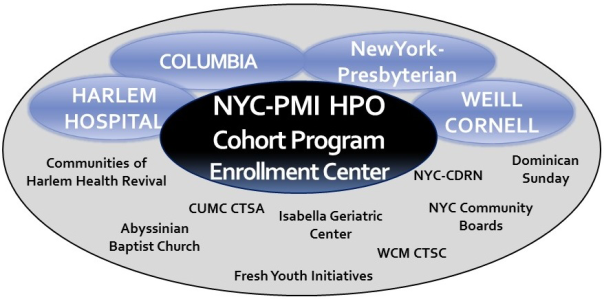 COLUMBIA
NewYork-
Presbyterian
HARLEM
HOSPITAL
NYC-PMI HPO
Cohort Program
Enrollment Center
WEILL
CORNELL
Communities of
Harlem Health Revival
NYC-CDRN
Dominican
Sunday
CUMC CTSA
Isabella Geriatric
Center
NYC Community
Boards
Abyssinian
Baptist Church
WCM CTSC
Fresh Youth Initiatives